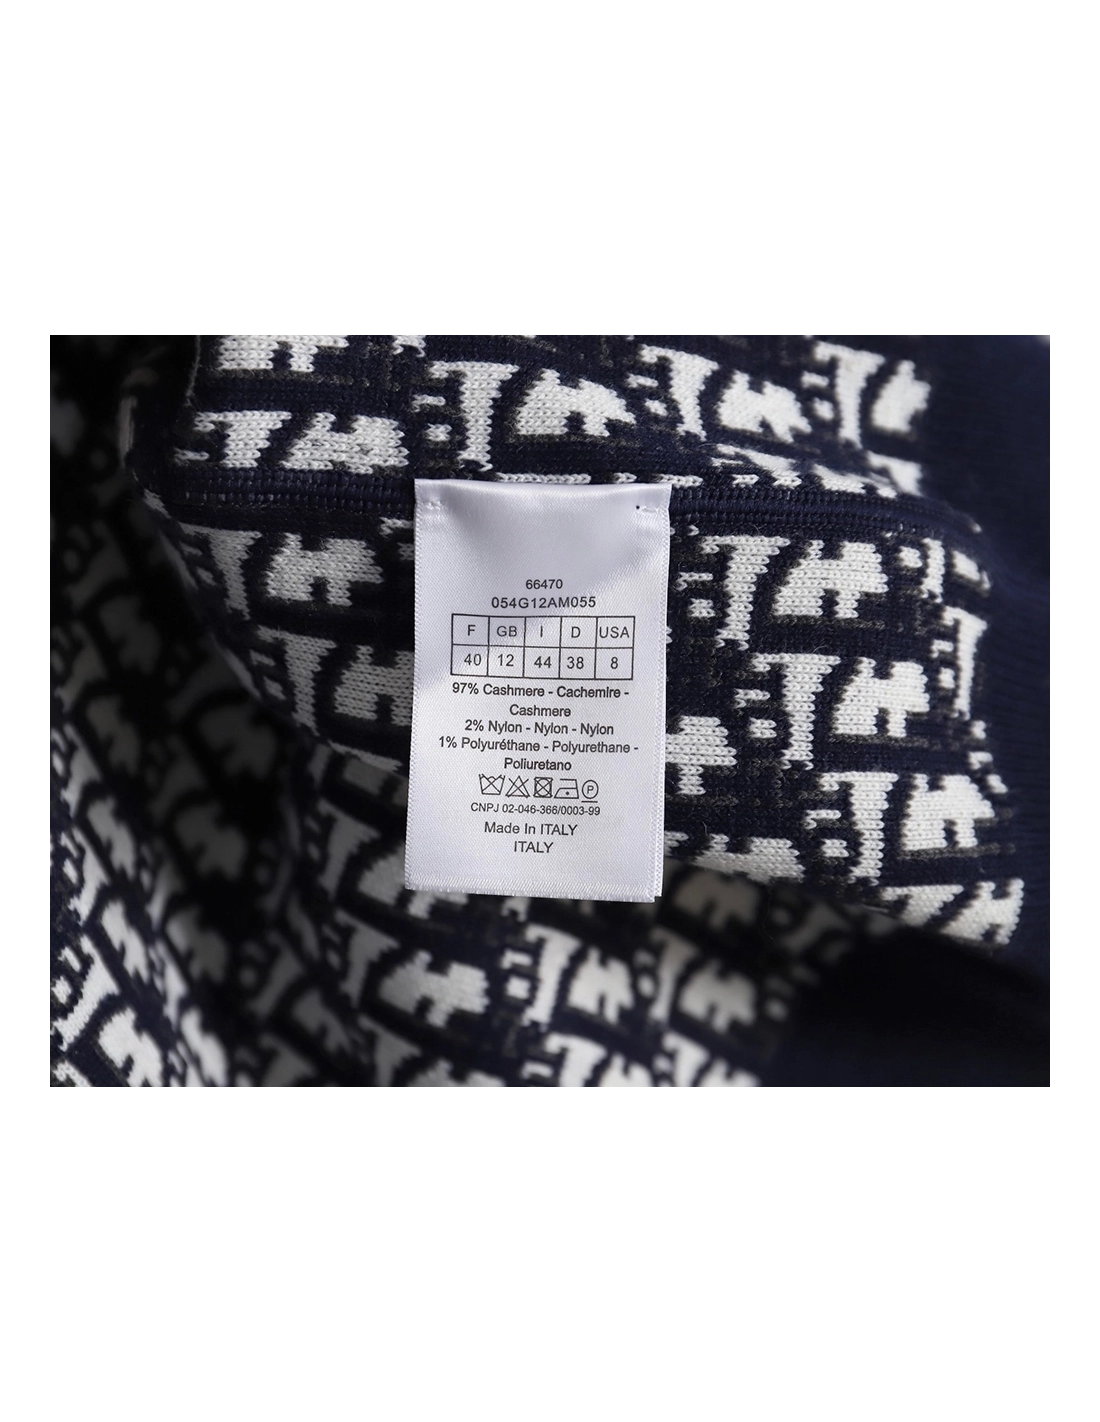 66470
054G12AM055
F GB I D USA
40 12 44 38 8
97% Cashmere - Cachemire -
Cashmere
2% Nylon - Nylon - Nylon
1% Polyuréthane - Polyurethane -
Poliuretano
P
CNPJ 02-046-366/0003-99
Made In ITALY
ITALY